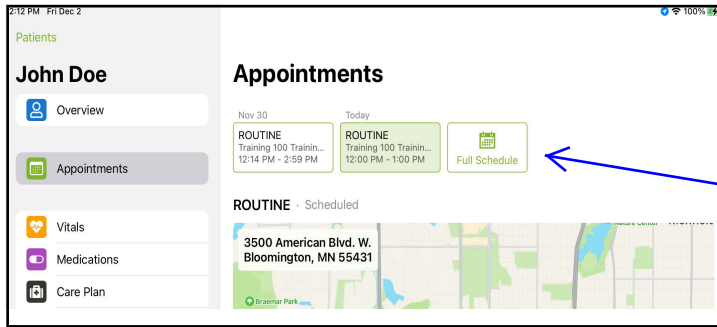 2:12 PM Fri Dec 2
100%
Patients
John Doe
Overview
Appointments
Vitals
Medications
Care Plan
Appointments
Nov 30
ROUTINE
Training 100 Trainin...
12:14 PM - 2:59 PM
Today
ROUTINE
Training 100 Trainin...
12:00 PM - 1:00 PM
Full Schedule
ROUTINE · Scheduled
3500 American Blvd. W.
Bloomington, MN 55431
Braemar Park